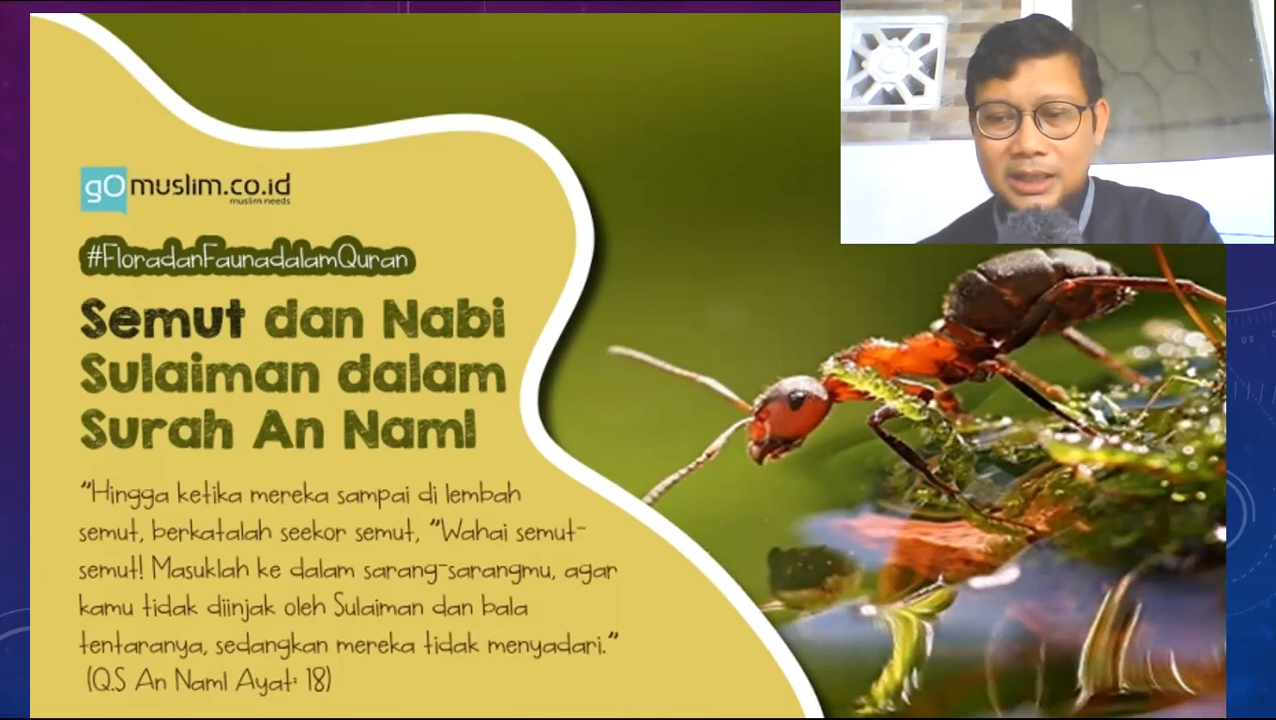 gomuslim.co.id
muslim needs
#FloradanFaunadalamQuran
Semut dan Nabi
Sulaiman dalam
Surah An Naml
"Hingga ketika mereka sampai di lembah
semut, berkatalah seekor semut, "Wahai semut-
semut! Masuklah ke dalam sarang-sarangmu, agar
kamu tidak diinjak oleh Sulaiman dan bala
tentaranya, sedangkan mereka tidak menyadari."
(Q.S An Naml Ayat: 18)